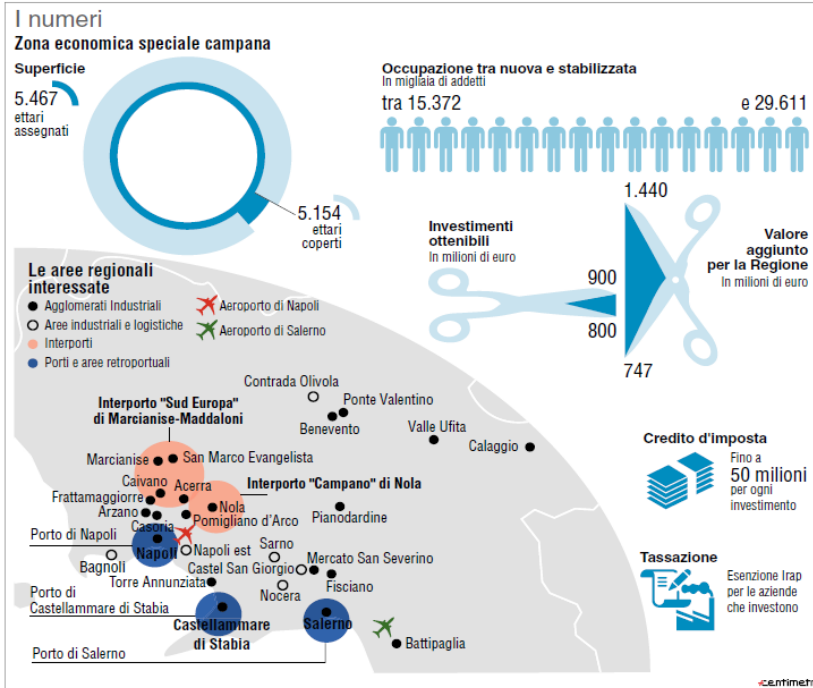 I numeri
Zona economica speciale campana
Superficie
5.467
ettari
assegnati
5.154
ettari
coperti
Occupazione tra nuova e stabilizzata
In migliaia di addetti
tra 15.372
e 29.611
Investimenti
ottenibili
In milioni di euro
900
800
1.440
747
Valore
aggiunto
per la Regione
In milioni di euro
Le aree regionali
interessate
Agglomerati Industriali
Aree industriali e logistiche
Interporti
Porti e aree retroportuali
Aeroporto di Napoli
Aeroporto di Salerno
Interporto "Sud Europa"
di Marcianise-Maddaloni
Contrada Olivola
Ponte Valentino
Benevento
Valle Ufita
Calaggio
Marcianise
San Marco Evangelista
Interporto "Campano" di Nola
Caivano
Acerra
Frattamaggiorre
Nola
Arzano
Pomigliano d'Arco
Pianodardine
Casoria
Porto di Napoli
Napoli
Napoli est
Bagnoli
Sarno
Castel San Giorgio
Mercato San Severino
Torre Annunziata
Nocera
Fisciano
Porto di
Castellammare di Stabia
Castellammare
di Stabia
Salerno
Battipaglia
Porto di Salerno
Credito d'imposta
Fino a
50 milioni
per ogni
investimento
Tassazione
Esenzione Irap
per le aziende
che investono
centimetri